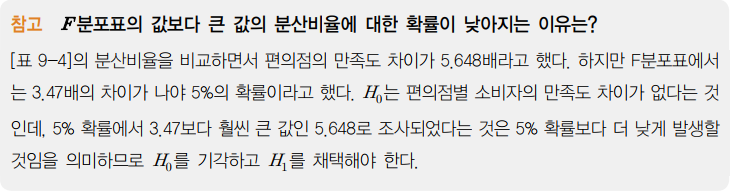 참고 F분포표의 값보다 큰 값의 분산비율에 대한 확률이 낮아지는 이유는?
[표 9-4]의 분산비율을 비교하면서 편의점의 만족도 차이가 5.648배라고 했다. 하지만 F분포표에서
는 3.47배의 차이가 나야 5%의 확률이라고 했다. H₀는 편의점별 소비자의 만족도 차이가 없다는 것
인데, 5% 확률에서 3.47보다 훨씬 큰 값인 5.648로 조사되었다는 것은 5% 확률보다 더 낮게 발생할
것임을 의미하므로 H₀를 기각하고 H₁를 채택해야 한다.